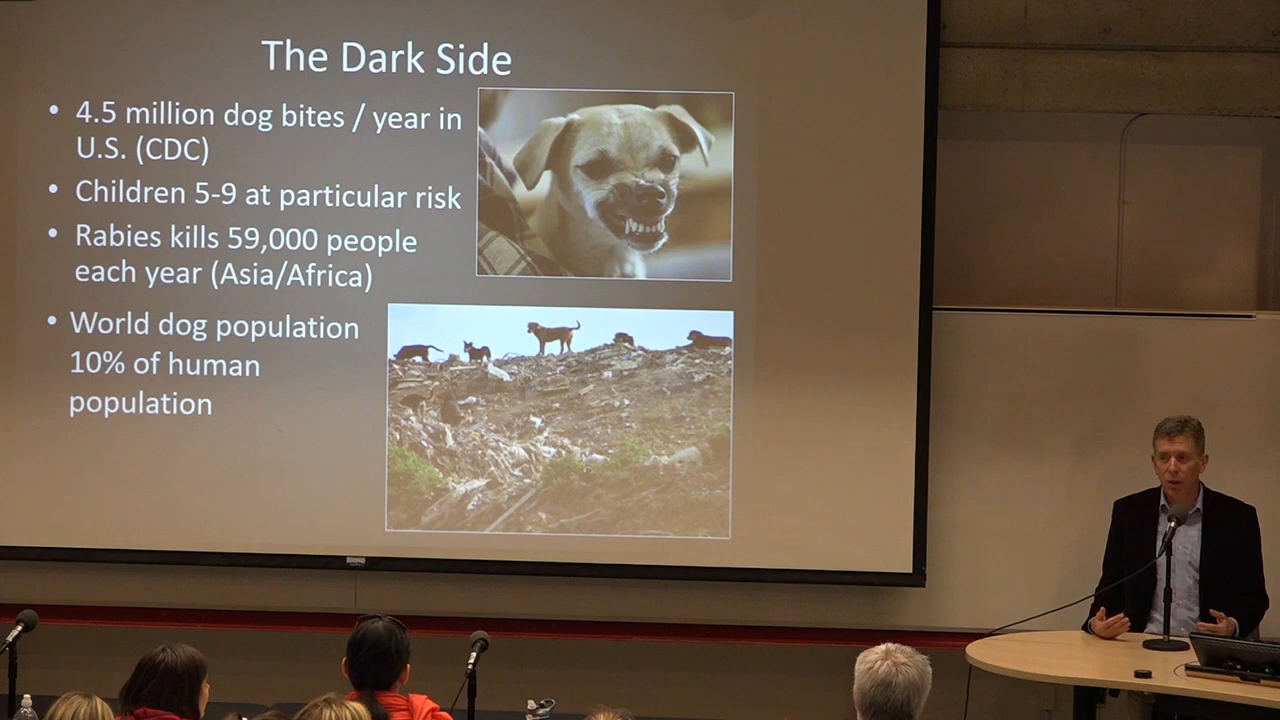 The Dark Side
• 4.5 million dog bites / year in
U.S. (CDC)
• Children 5-9 at particular risk
• Rabies kills 59,000 people
each year (Asia/Africa)
• World dog population
10% of human
population